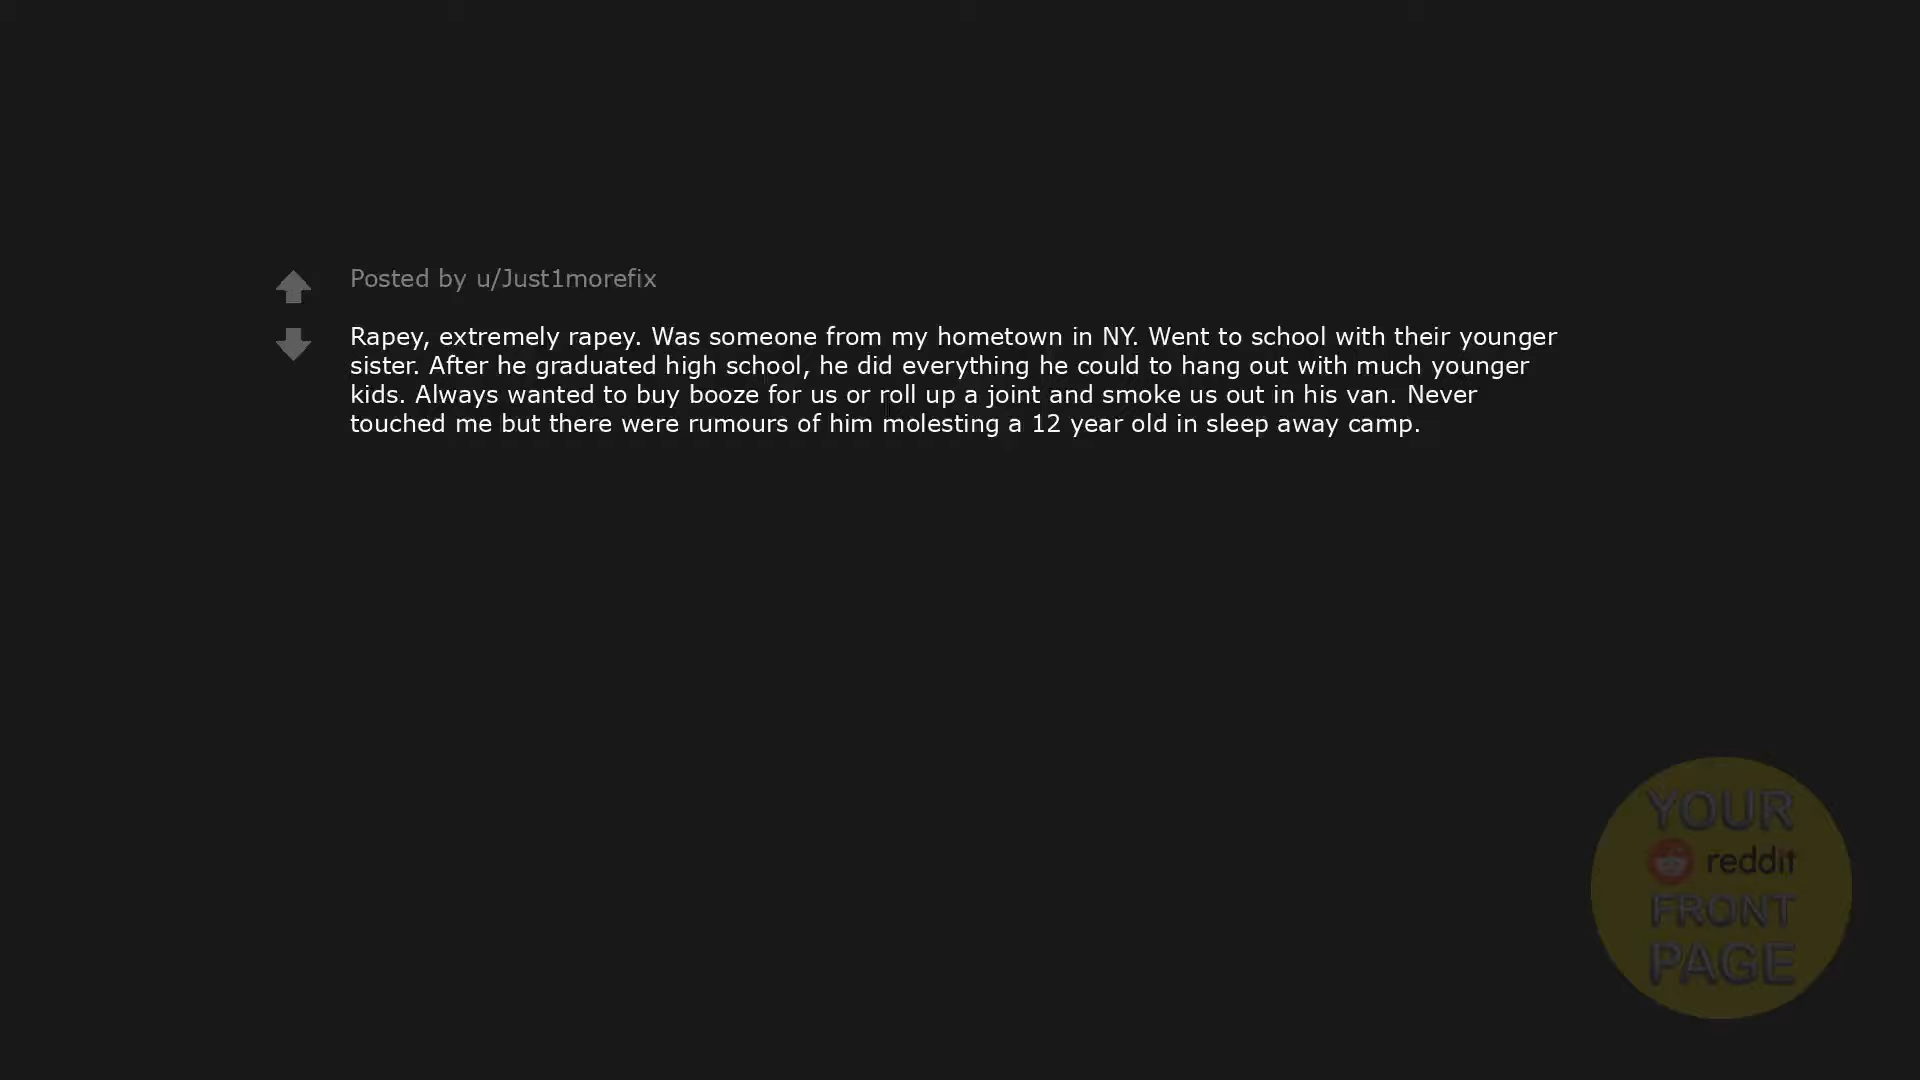 Posted by u/Just1morefix
Rapey, extremely rapey. Was someone from my hometown in NY. Went to school with their younger
sister. After he graduated high school, he did everything he could to hang out with much younger
kids. Always wanted to buy booze for us or roll up a joint and smoke us out in his van. Never
touched me but there were rumours of him molesting a 12 year old in sleep away camp.
YOUR
reddit
FRONT
PAGE